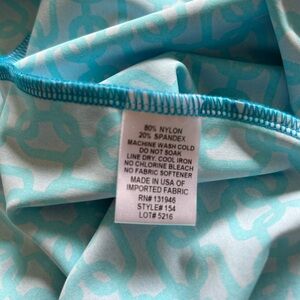 80% NYLON
20% SPANDEX
MACHINE WASH COLD
DO NOT SOAK
LINE DRY, COOL IRON
NO CHLORINE BLEACH
NO FABRIC SOFTENER
MADE IN USA OF
IMPORTED FABRIC
RN# 131946
STYLE# 154
LOT# 5216